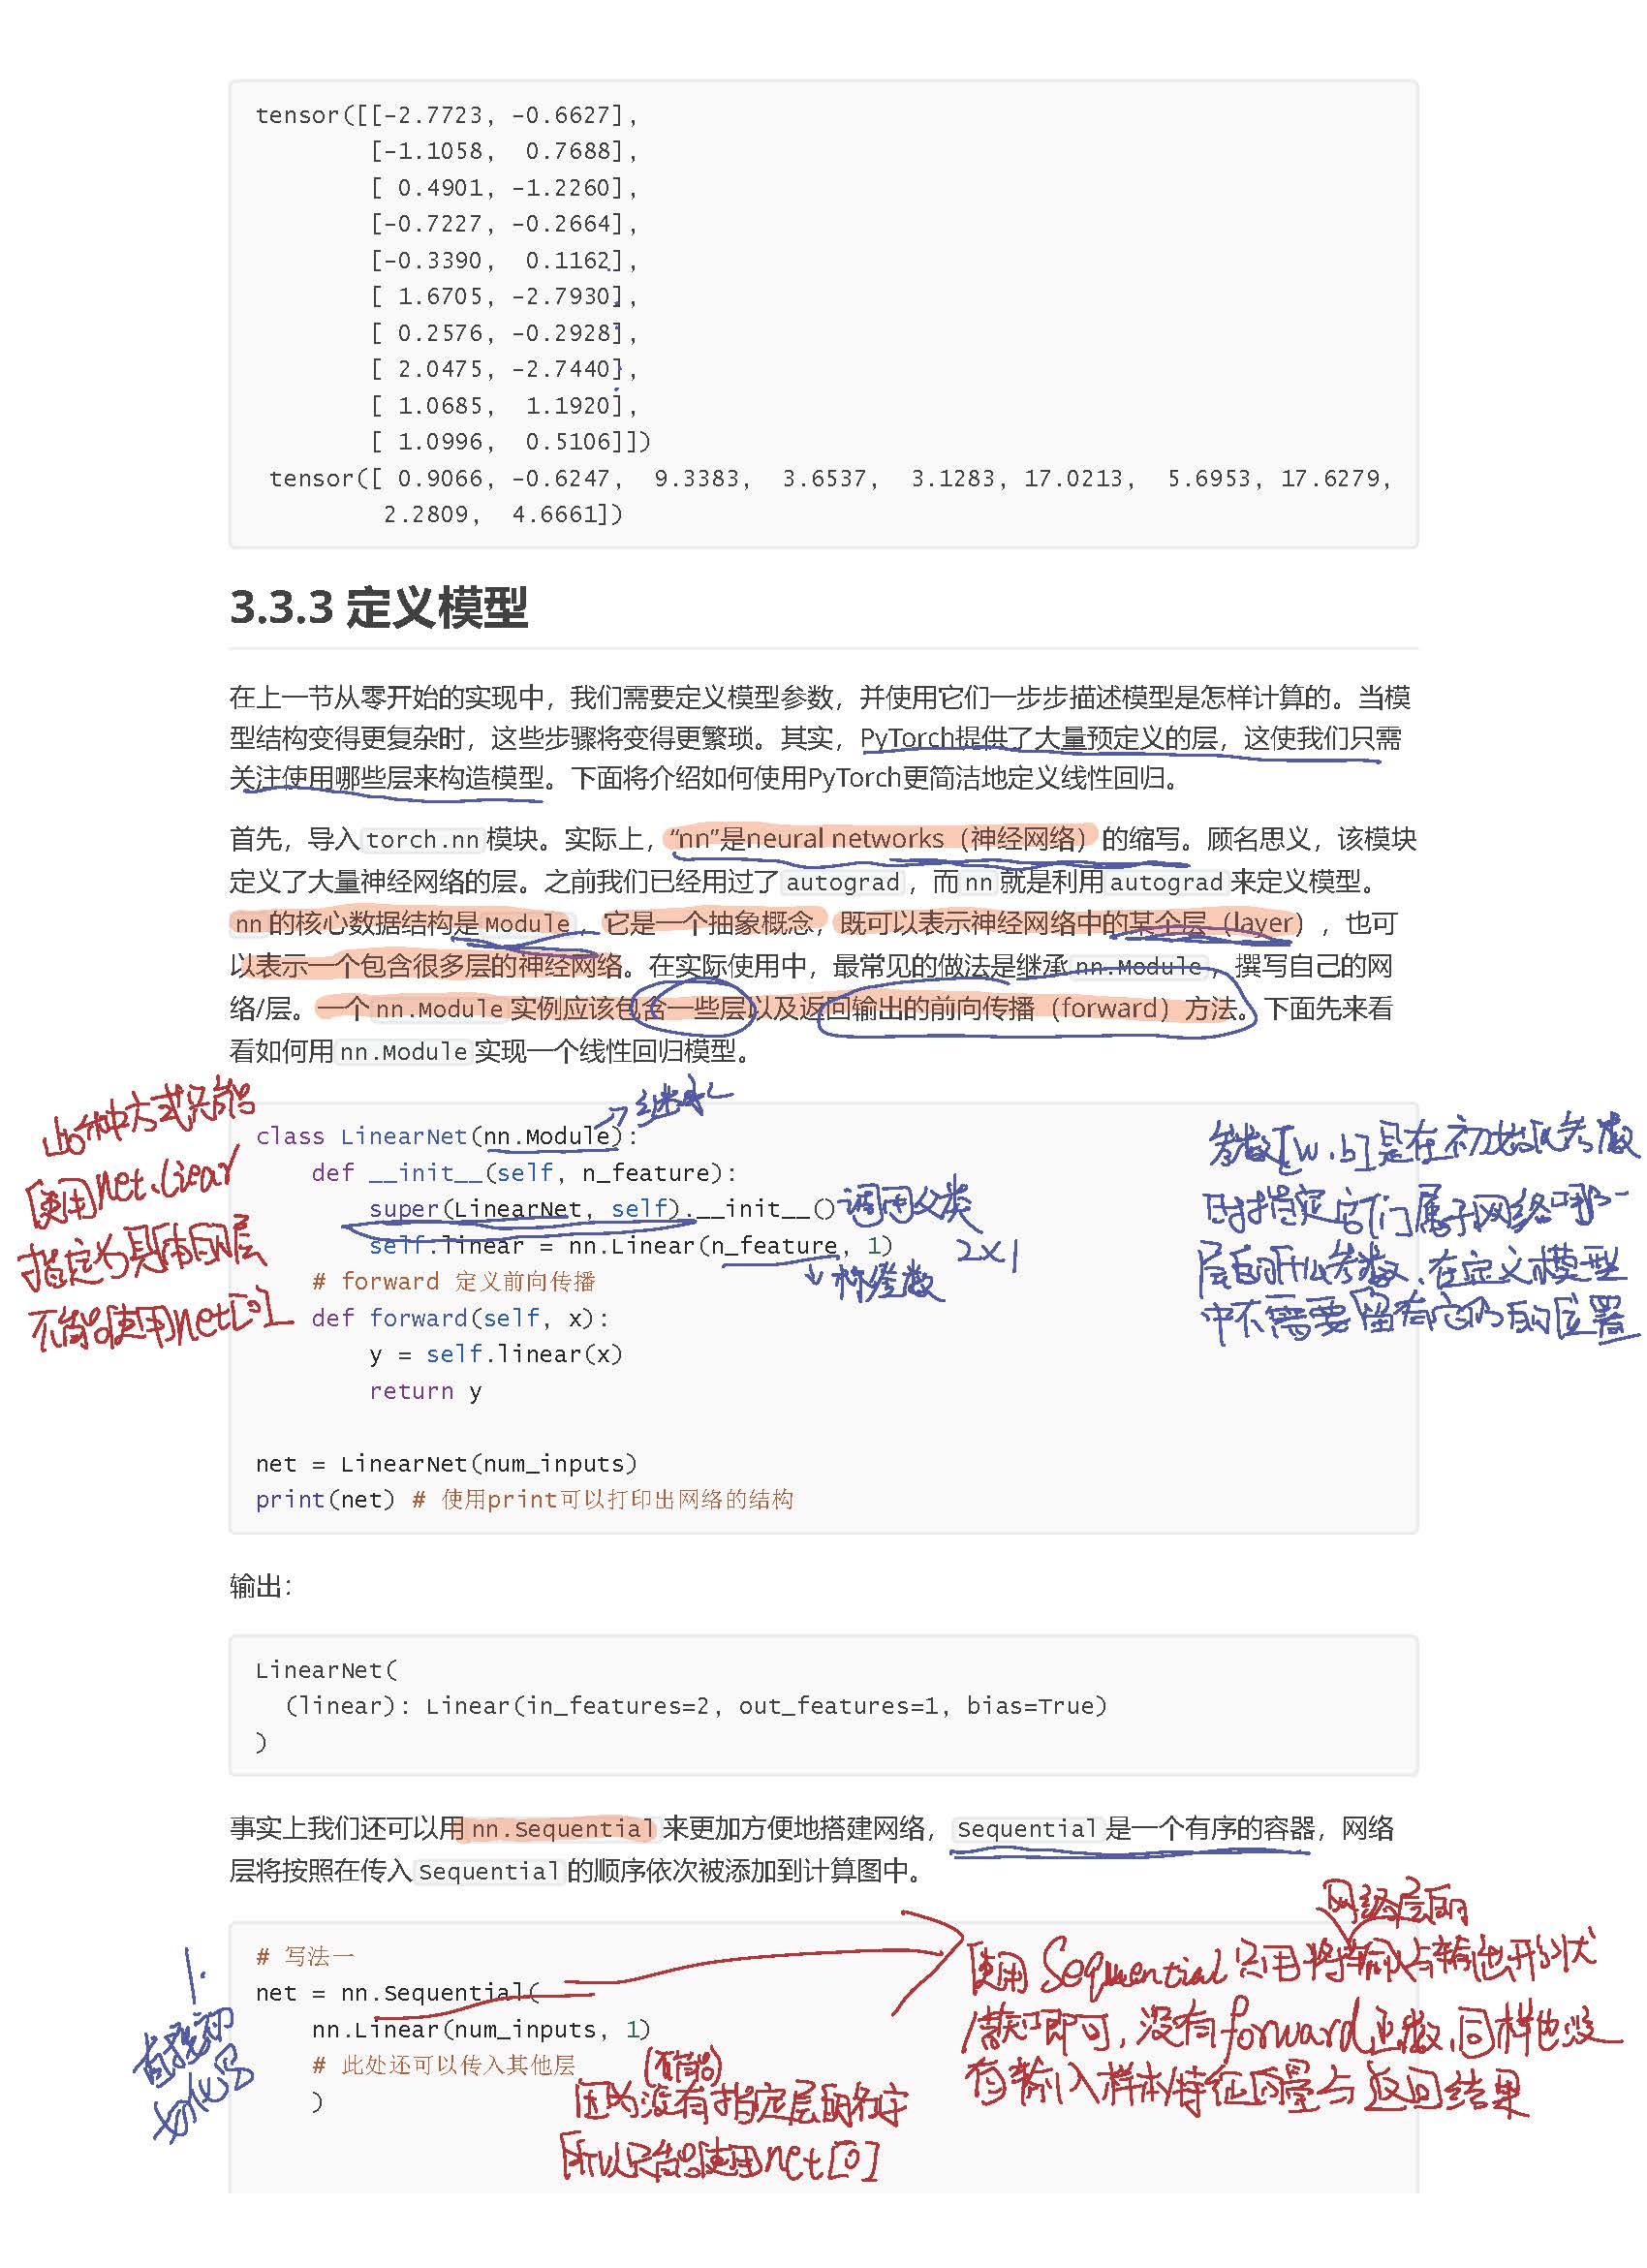 tensor([[-2.7723, -0.6627],
        [-1.1058,  0.7688],
        [ 0.4901, -1.2260],
        [-0.7227, -0.2664],
        [-0.3390,  0.1162],
        [ 1.6705, -2.7930],
        [ 0.2576, -0.2928],
        [ 2.0475, -2.7440],
        [ 1.0685,  1.1920],
        [ 1.0996,  0.5106]])
 tensor([ 0.9066, -0.6247,  9.3383,  3.6537,  3.1283, 17.0213,  5.6953, 17.6279,
         2.2809,  4.6661])
3.3.3 定义模型
在上一节从零开始的实现中，我们需要定义模型参数，并使用它们一步步描述模型是怎样计算的。当模
型结构变得更复杂时，这些步骤将变得更繁琐。其实，PyTorch提供了大量预定义的层，这使我们只需
关注使用哪些层来构造模型。下面将介绍如何使用PyTorch更简洁地定义线性回归。
首先，导入torch.nn模块。实际上，“nn”是neural networks（神经网络）的缩写。顾名思义，该模块
定义了大量神经网络的层。之前我们已经用过了autograd，而nn就是利用autograd来定义模型。
nn的核心数据结构是Module，它是一个抽象概念，既可以表示神经网络中的某个层（layer），也可
以表示一个包含很多层的神经网络。在实际使用中，最常见的做法是继承nn.Module，撰写自己的网
络/层。一个nn.Module实例应该包含一些层以及返回输出的前向传播（forward）方法。下面先来看
看如何用nn.Module实现一个线性回归模型。
此种方式只能
使用net.liear
指定为具体的层
不能使用net[0]
继承
class LinearNet(nn.Module):
    def __init__(self, n_feature):
        super(LinearNet, self).__init__() 调用父类
        self.linear = nn.Linear(n_feature, 1) 2×1
标签数
    # forward 定义前向传播
    def forward(self, x):
        y = self.linear(x)
        return y
参数[w.b]是在初始化参数
时指定它们属于网络哪一
层的什么参数、在定义模型
中不需要留有它们的位置
net = LinearNet(num_inputs)
print(net) # 使用print可以打印出网络的结构
输出：
LinearNet(
  (linear): Linear(in_features=2, out_features=1, bias=True)
)
事实上我们还可以用nn.Sequential来更加方便地搭建网络，Sequential是一个有序的容器，网络
层将按照在传入Sequential的顺序依次被添加到计算图中。
1.
直接初
始化
# 写法一
net = nn.Sequential(
    nn.Linear(num_inputs, 1)
    # 此处还可以传入其他层
    )
网络层的
使用Sequential只用将输入与输出形状
填入即可，没有forward函数，同样也没
有输入样本特征向量与返回结果
(不能)
因为没有指定层的名字
所以只能使用net[0]